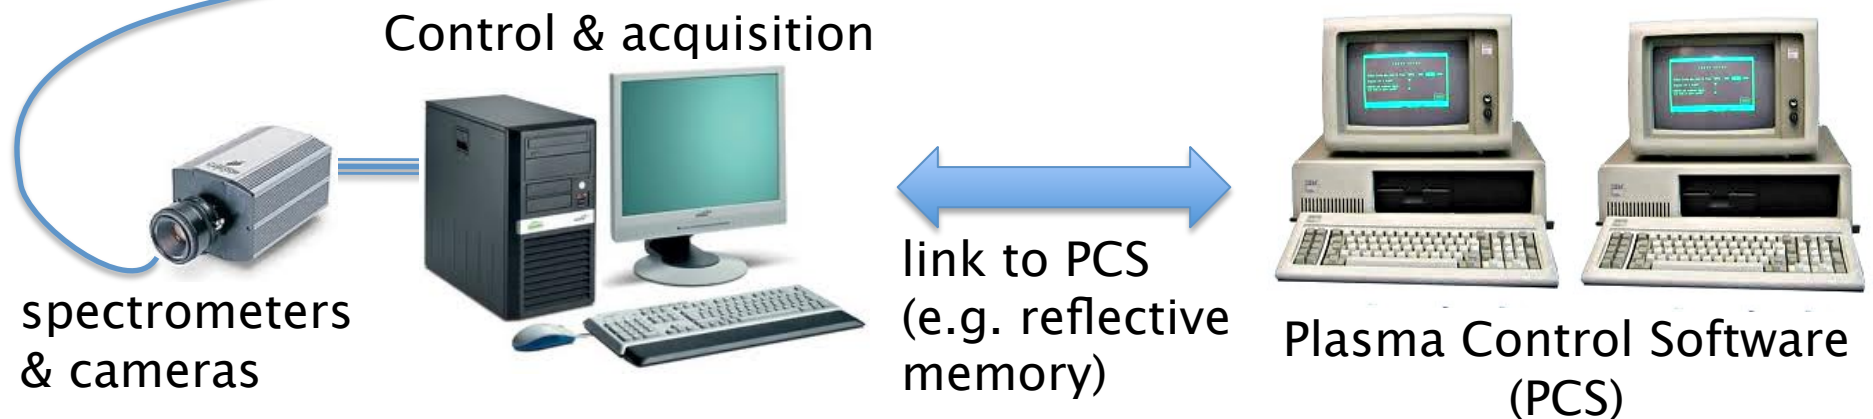 Control & acquisition
spectrometers
& cameras
link to PCS
(e.g. reflective
memory)
Plasma Control Software
(PCS)